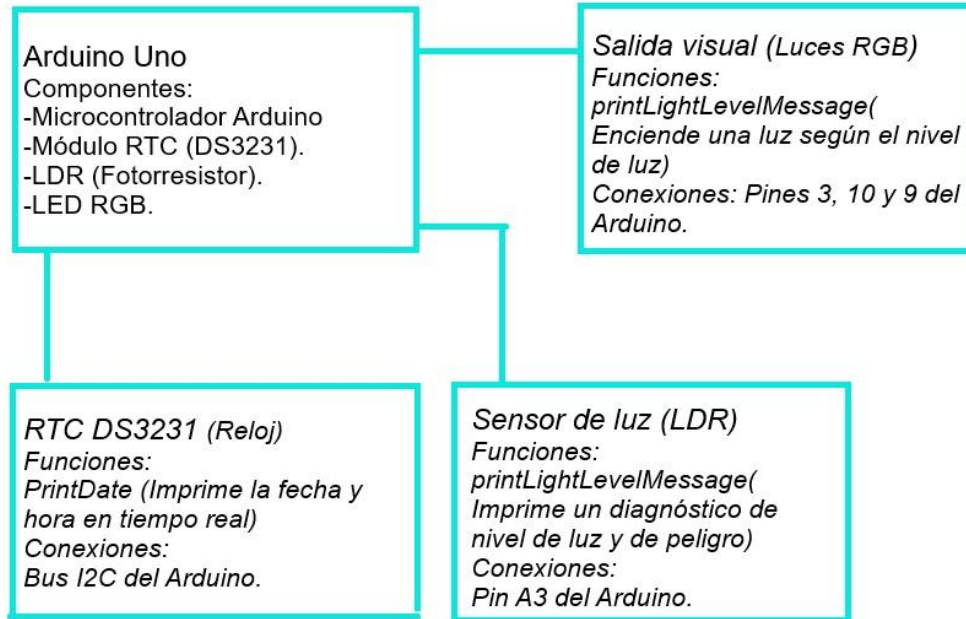 Arduino Uno
Componentes:
-Microcontrolador Arduino
-Módulo RTC (DS3231).
-LDR (Fotorresistor).
-LED RGB.
Salida visual (Luces RGB)
Funciones:
printLightLevelMessage(
Enciende una luz según el nivel
de luz)
Conexiones: Pines 3, 10 y 9 del
Arduino.
RTC DS3231 (Reloj)
Funciones:
PrintDate (Imprime la fecha y
hora en tiempo real)
Conexiones:
Bus I2C del Arduino.
Sensor de luz (LDR)
Funciones:
printLightLevelMessage(
Imprime un diagnóstico de
nivel de luz y de peligro)
Conexiones:
Pin A3 del Arduino.